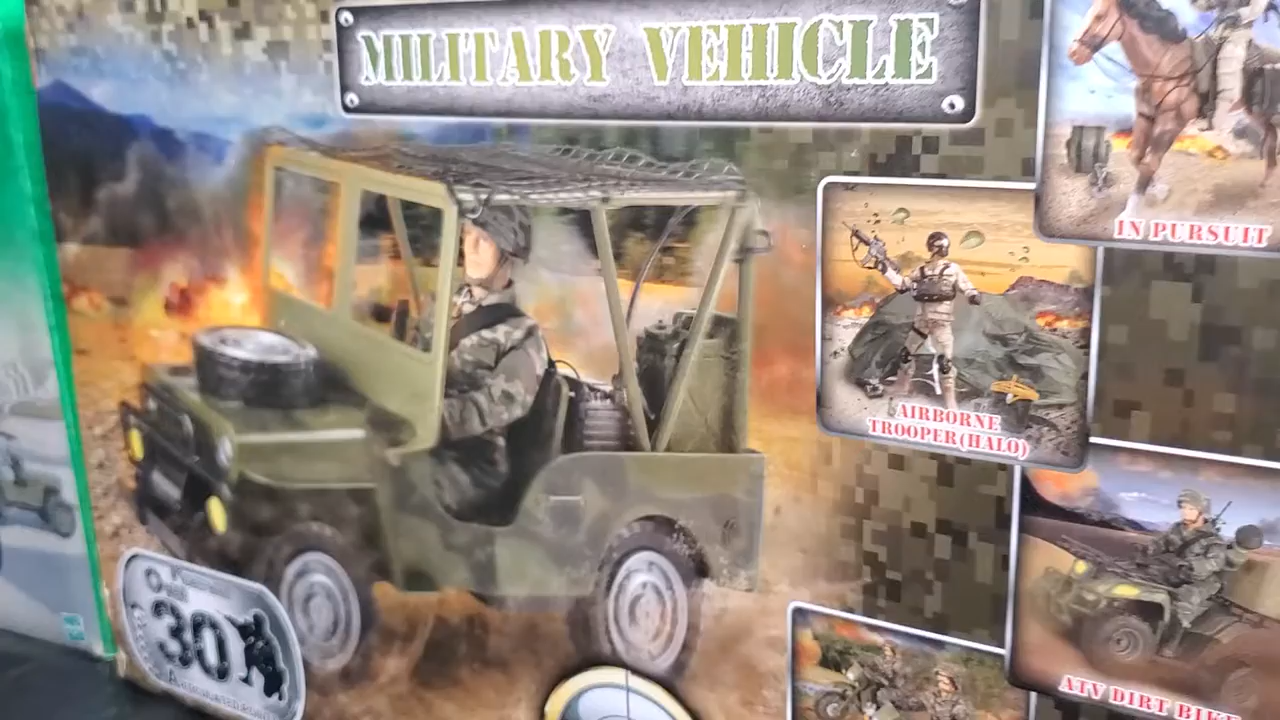 MILITARY VEHICLE
IN PURSUIT
AIRBORNE
TROOPER(HALO)
ATV DIRT BIKE
30